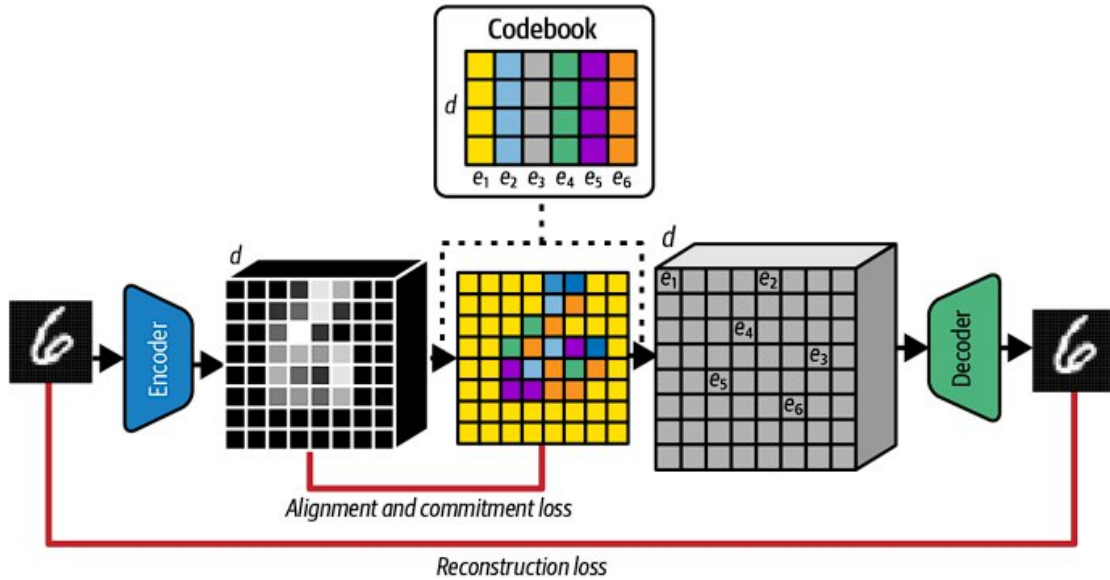 Codebook
d
e₁ e₂ e₃ e₄ e₅ e₆
d
d
e₁ e₂
e₄
e₃
e₅
e₆
Encoder
Decoder
Alignment and commitment loss
Reconstruction loss